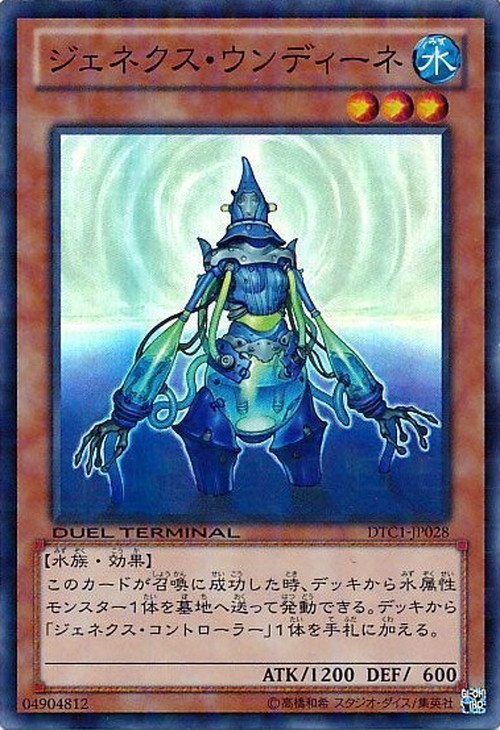 ジェネクス・ウンディーネ
みず
水
DUEL TERMINAL
DTC1-JP028
【水族・効果】
このカードが召喚に成功した時、デッキから水属性
モンスター1体を墓地へ送って発動できる。デッキから
「ジェネクス・コントローラー」1体を手札に加える。
ATK/1200 DEF/ 600
04904812
©高橋和希 スタジオ・ダイス/集英社